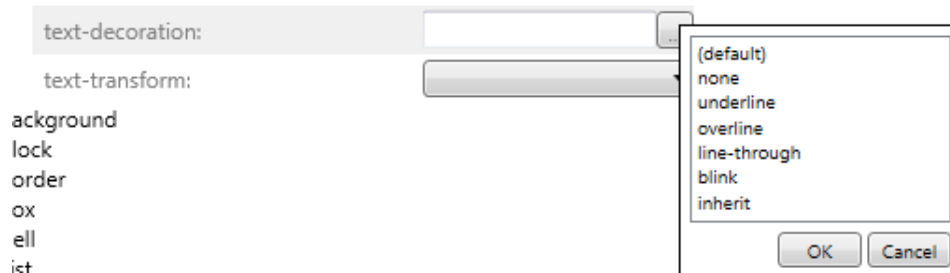 text-decoration:
...
text-transform:
ackground
lock
order
ox
ell
ist
(default)
none
underline
overline
line-through
blink
inherit
OK Cancel